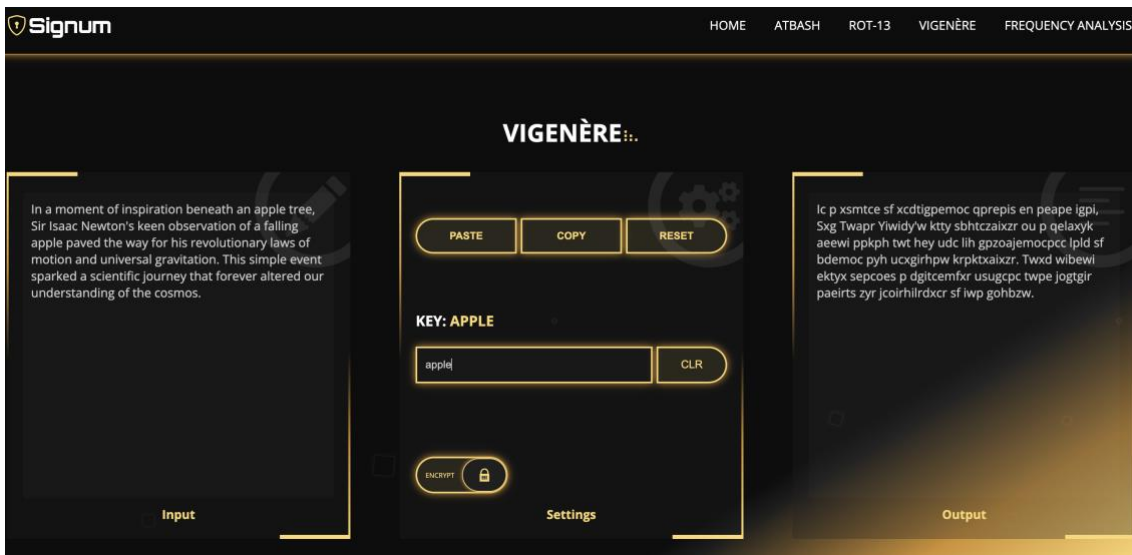 Signum
HOME ATBASH ROT-13 VIGENÈRE FREQUENCY ANALYSIS
VIGENÈRE
In a moment of inspiration beneath an apple tree,
Sir Isaac Newton's keen observation of a falling
apple paved the way for his revolutionary laws of
motion and universal gravitation. This simple event
sparked a scientific journey that forever altered our
understanding of the cosmos.
Input
PASTE COPY RESET
KEY: APPLE
apple CLR
ENCRYPT
Settings
Ic p xsmtce sf xcdtigpemoc qprepis en peape igpi,
Sxg Twapr Yiwidy'w ktty sbhtczaixzr ou p qelaxyk
aeewi ppkph twt hey udc lih gpzoajemocpcc lpld sf
bdemoc pyh ucxgirhpw krpktxaixzr. Twxd wibewi
ektyx sepcoes p dgitcemfxr usugcpc twpe jogtgir
paeirts zyr jcoirhilrdxcr sf iwp gohbzw.
Output